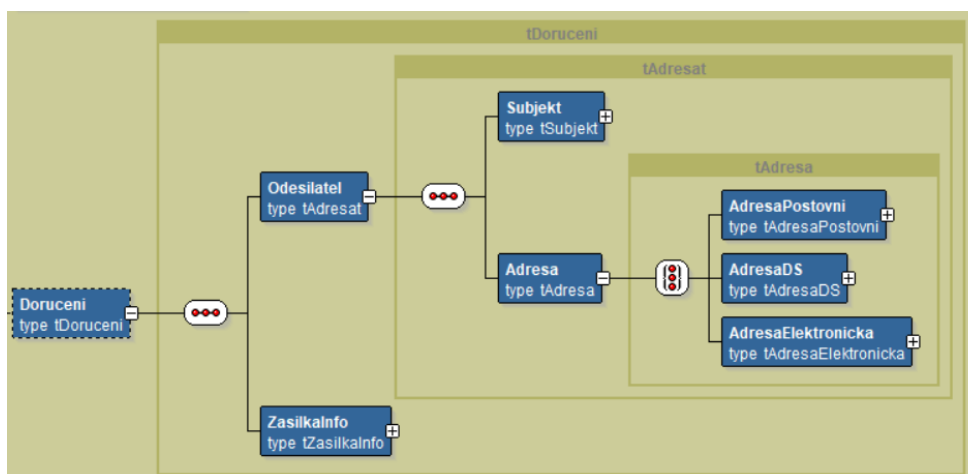 tDoruceni
tAdresat
Subjekt
type tSubjekt
tAdresa
Odesilatel
type tAdresat
AdresaPostovni
type tAdresaPostovni
Adresa
type tAdresa
AdresaDS
type tAdresaDS
Doruceni
type tDoruceni
AdresaElektronicka
type tAdresaElektronicka
ZasilkaInfo
type tZasilkaInfo